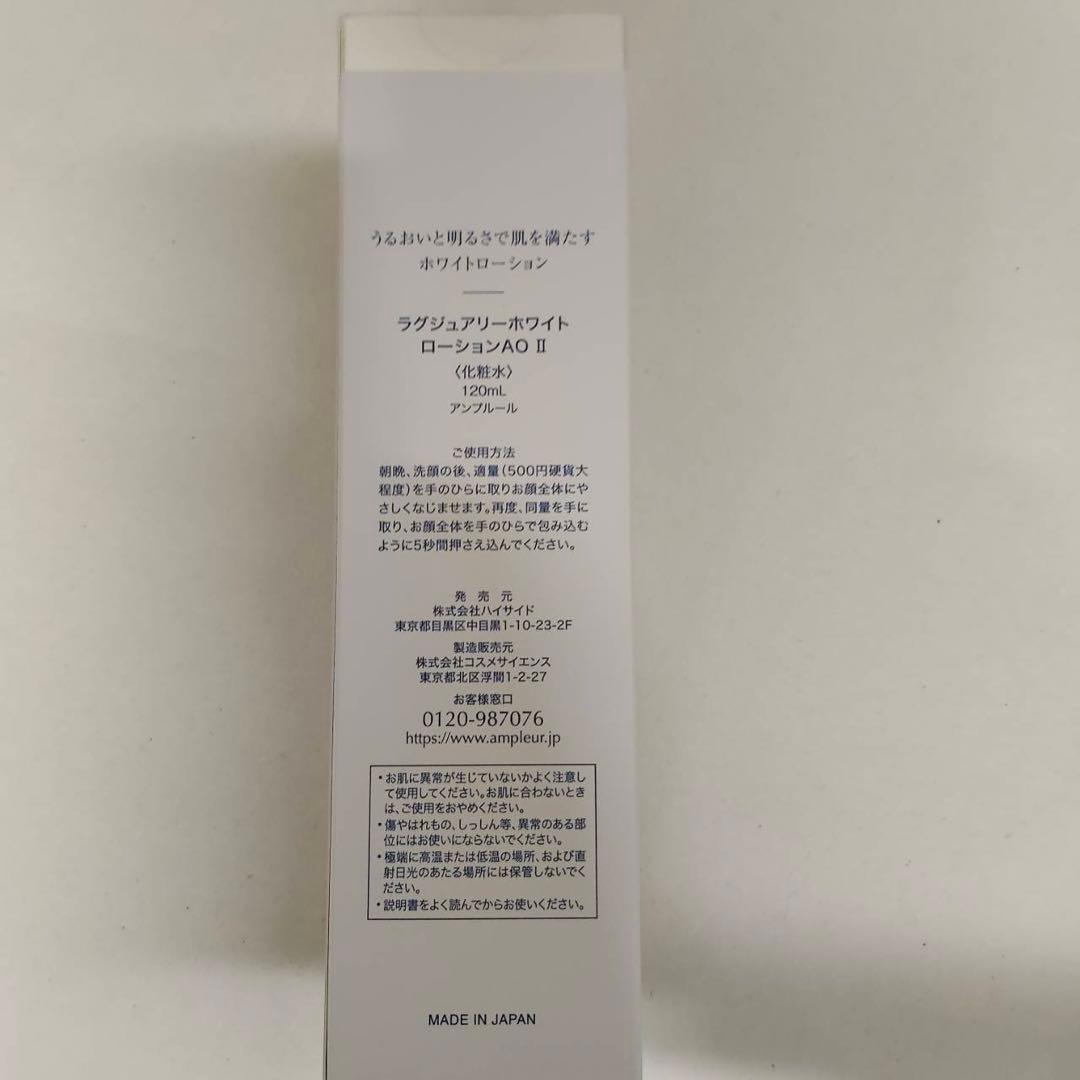 うるおいと明るさで肌を満たす
ホワイトローション
ラグジュアリーホワイト
ローションAO Ⅱ
〈化粧水〉
120mL
アンプルール
ご使用方法
朝晩、洗顔の後、適量(500円硬貨大
程度)を手のひらに取りお顔全体にや
さしくなじませます。再度、同量を手に
取り、お顔全体を手のひらで包み込む
ように5秒間押さえ込んでください。
発売元
株式会社ハイサイド
東京都目黒区中目黒1-10-23-2F
製造販売元
株式会社コスメサイエンス
東京都北区浮間1-2-27
お客様窓口
0120-987076
https://www.ampleur.jp
・お肌に異常が生じていないかよく注意し
て使用してください。お肌に合わないとき
は、ご使用をおやめください。
・傷やはれもの、しっしん等、異常のある部
位にはお使いにならないでください。
・極端に高温または低温の場所、および直
射日光のあたる場所には保管しないでく
ださい。
・説明書をよく読んでからお使いください。
MADE IN JAPAN